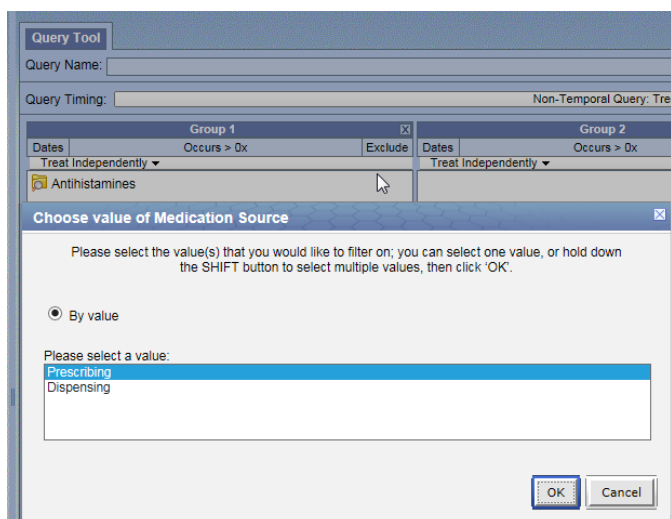 Query Tool
Query Name:
Query Timing: Non-Temporal Query: Tre
Group 1 X Group 2
Dates Occurs > 0x Exclude Dates Occurs > 0x
Treat Independently Treat Independently
Antihistamines
Choose value of Medication Source
Please select the value(s) that you would like to filter on; you can select one value, or hold down
the SHIFT button to select multiple values, then click 'OK'.
By value
Please select a value:
Prescribing
Dispensing
OK Cancel